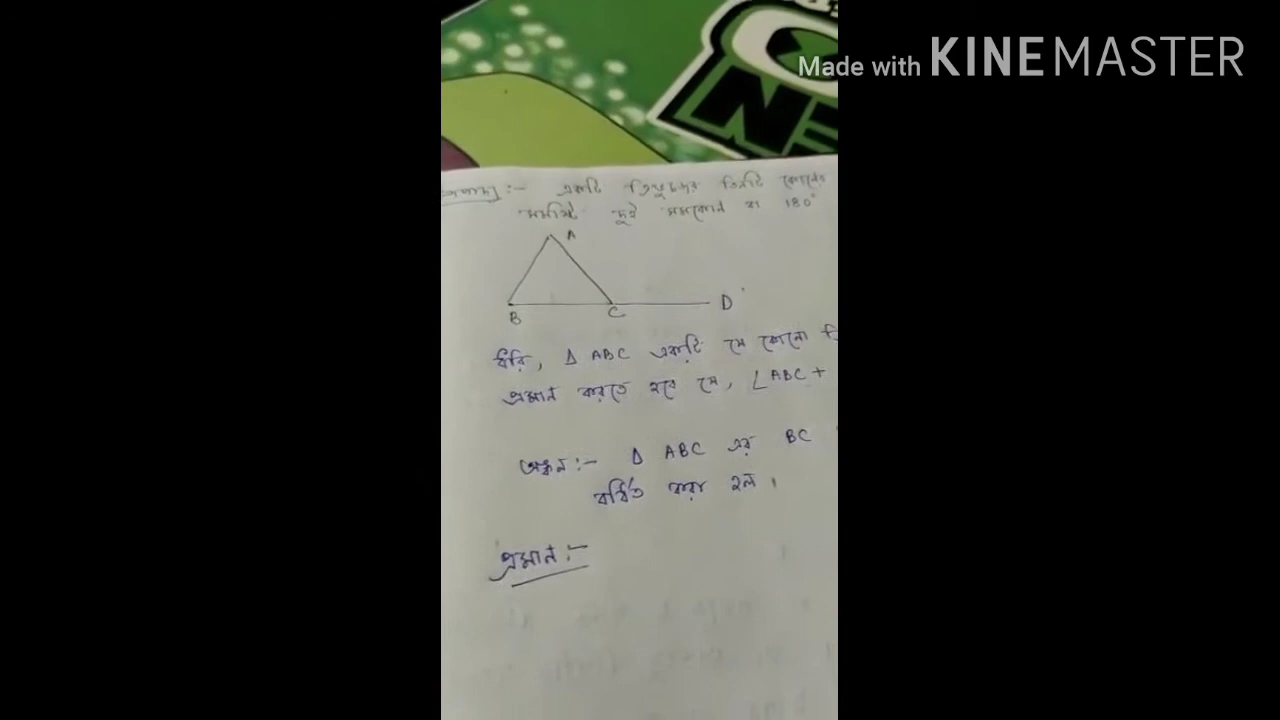 Made with KINEMASTER
উপপাদ্য :- একটি ত্রিভুজের তিনটি কোনের
সমষ্টি দুই সমকোন বা 180°
A
B C D
ধরি, Δ ABC একটি যে কোনো
প্রমান করতে হবে যে, ∠ABC +
অঙ্কন :- Δ ABC এর BC
বর্ধিত করা হল।
প্রমান :-